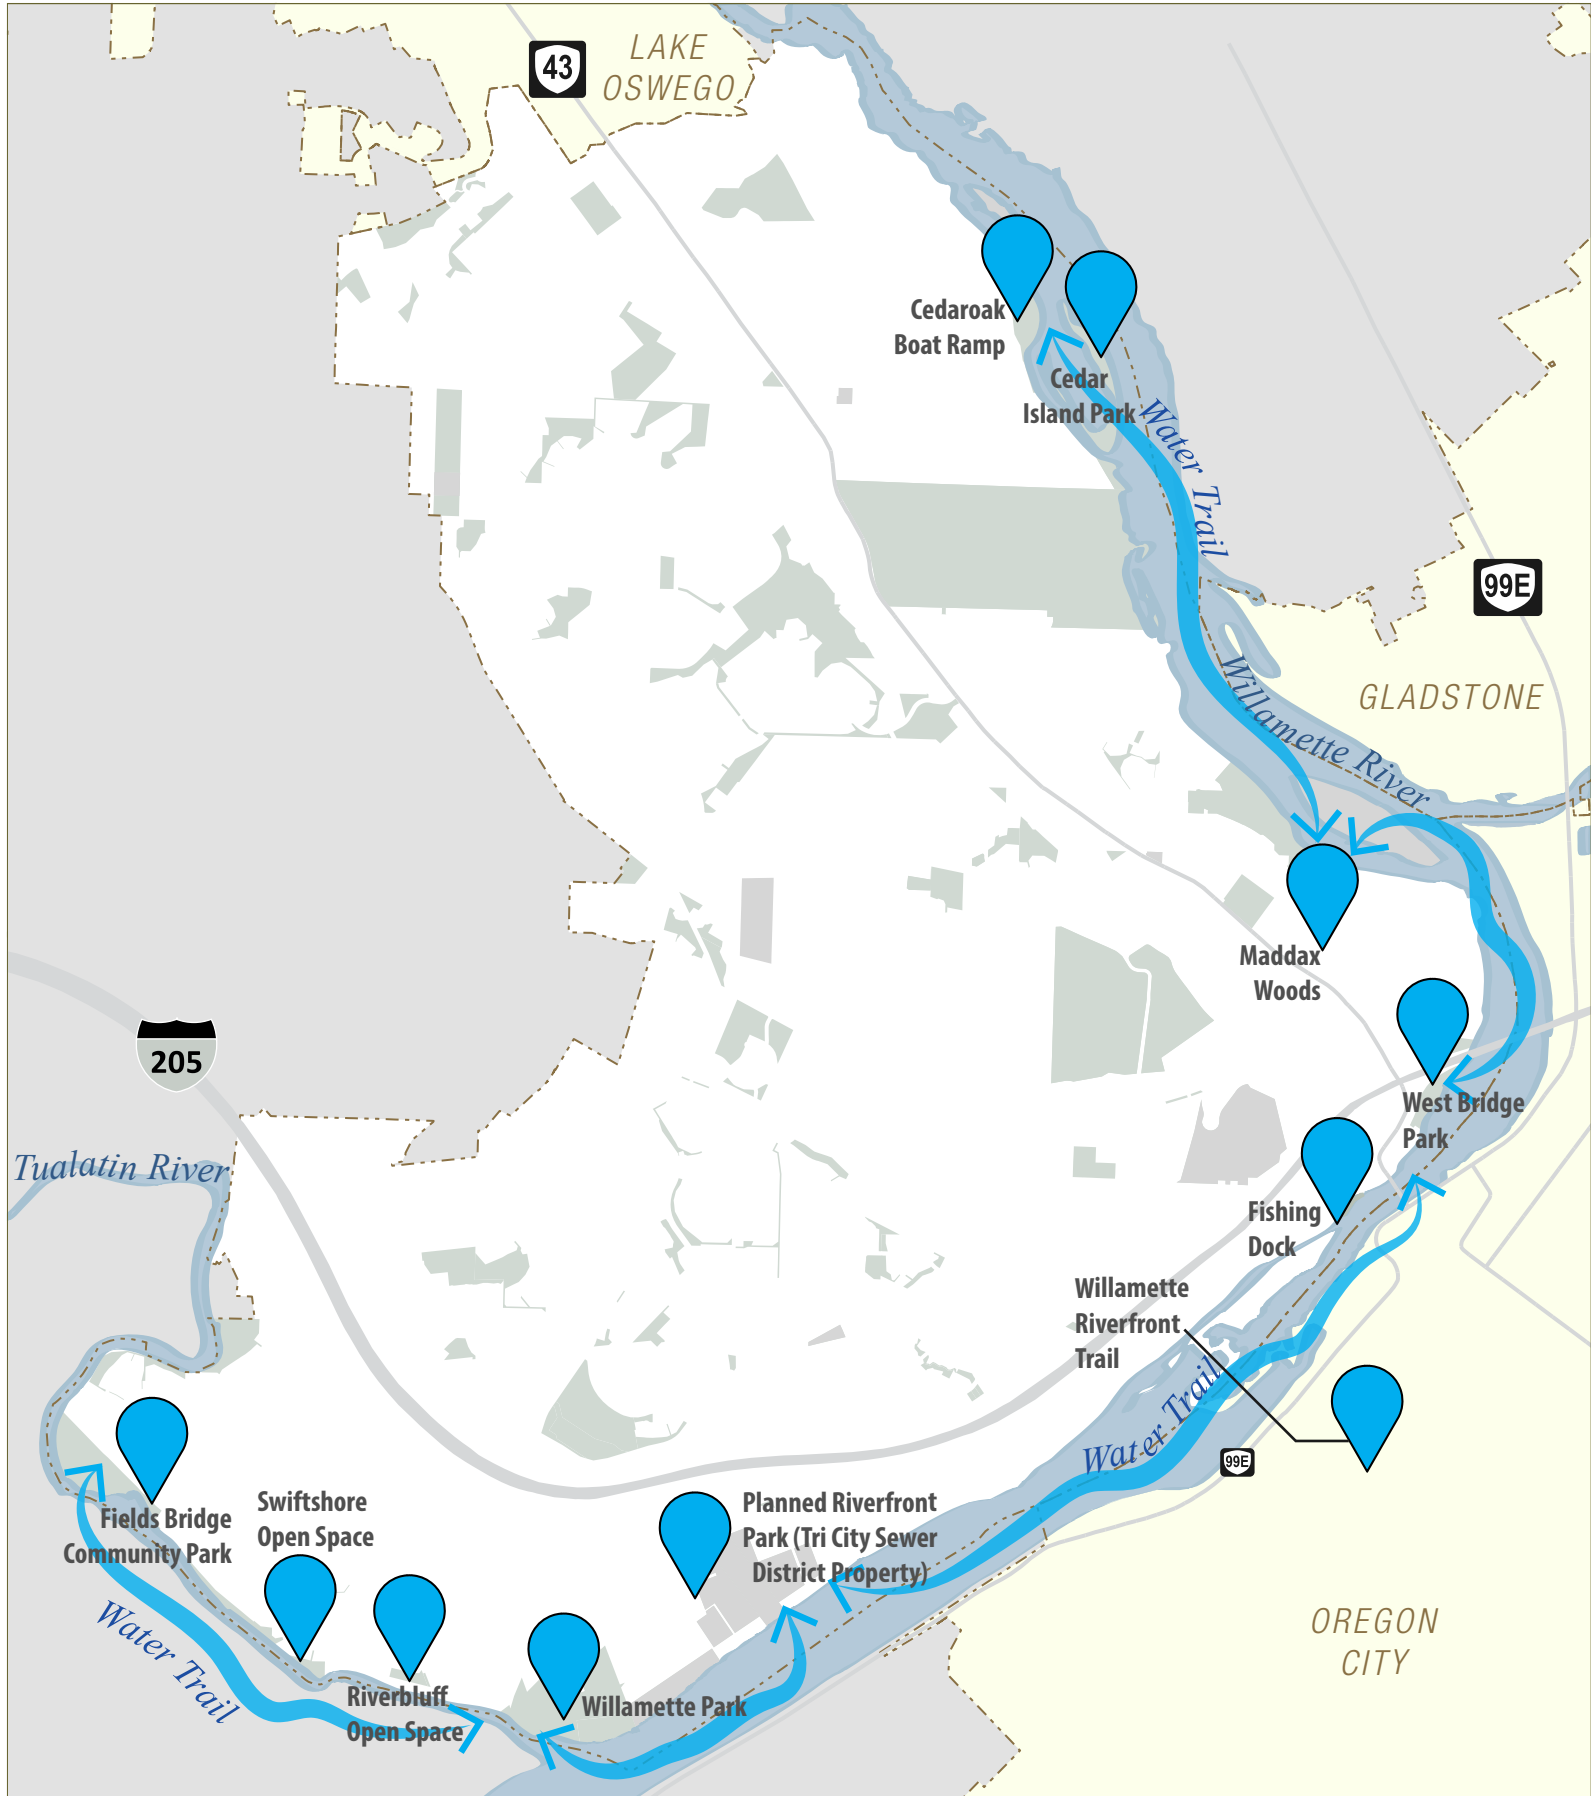 LAKE
OSWEGO
43
Cedaroak
Boat Ramp
Cedar
Island Park
Water Trail
99E
GLADSTONE
Willamette River
Maddax
Woods
205
West Bridge
Park
Tualatin River
Fishing
Dock
Willamette
Riverfront
Trail
Water Trail
99E
Fields Bridge
Community Park
Swiftshore
Open Space
Planned Riverfront
Park (Tri City Sewer
District Property)
Water Trail
Riverbluff
Open Space
Willamette Park
OREGON
CITY